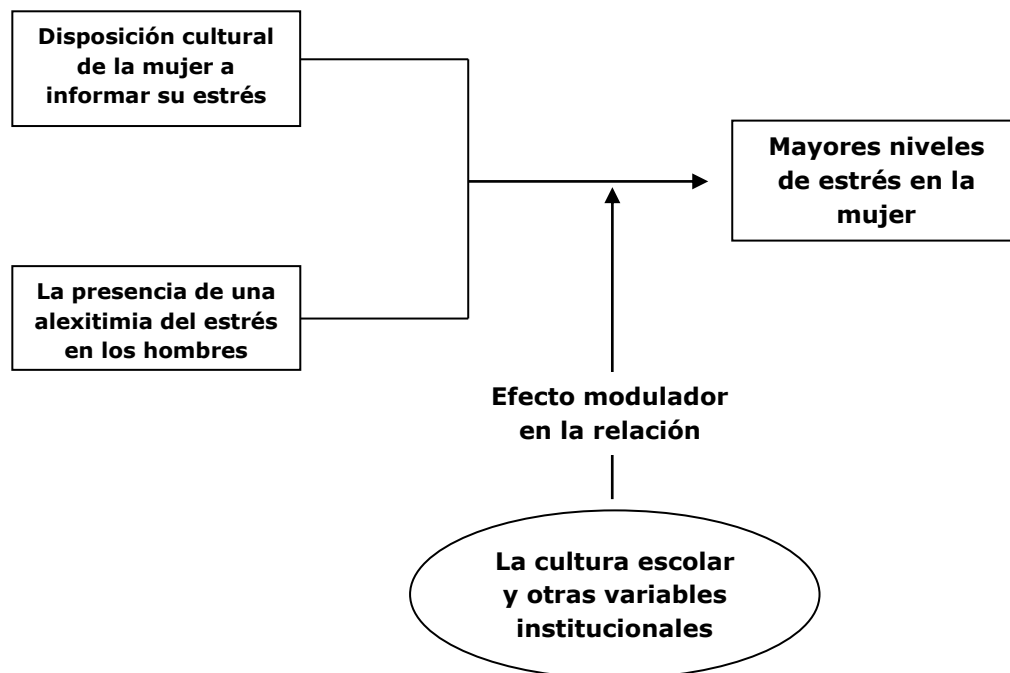 Disposición cultural
de la mujer a
informar su estrés
Mayores niveles
de estrés en la
mujer
La presencia de una
alexitimia del estrés
en los hombres
Efecto modulador
en la relación
La cultura escolar
y otras variables
institucionales